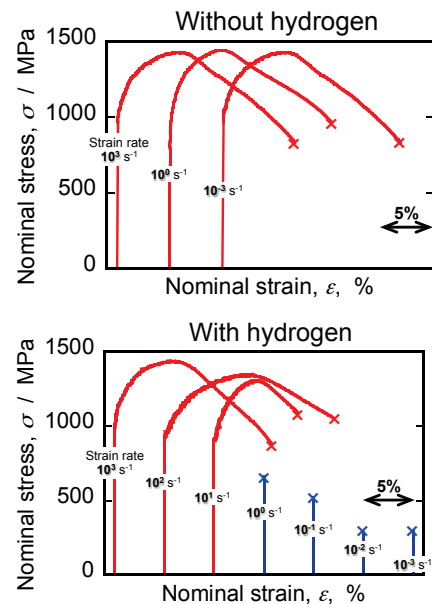 Without hydrogen
1500
1000
500
0
Nominal stress, σ / MPa
Strain rate
10³ s⁻¹
10⁰ s⁻¹
10⁻³ s⁻¹
5%
Nominal strain, ε, %
With hydrogen
1500
1000
500
0
Nominal stress, σ / MPa
Strain rate
10³ s⁻¹
10² s⁻¹
10¹ s⁻¹
10⁰ s⁻¹
10⁻¹ s⁻¹
10⁻² s⁻¹
10⁻³ s⁻¹
5%
Nominal strain, ε, %